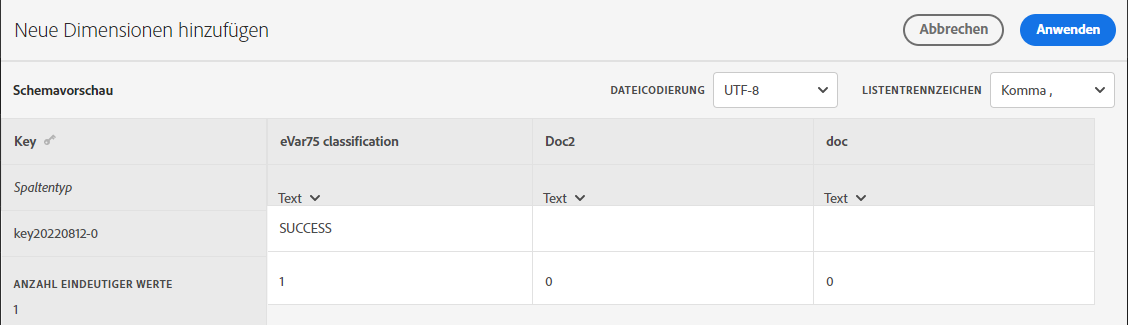 Neue Dimensionen hinzufügen
Abbrechen
Anwenden
Schemavorschau
DATEICODIERUNG
UTF-8
LISTENTRENNZEICHEN
Komma ,
Key
eVar75 classification
Doc2
doc
Spaltentyp
Text
Text
Text
key20220812-0
SUCCESS
ANZAHL EINDEUTIGER WERTE
1
1
0
0